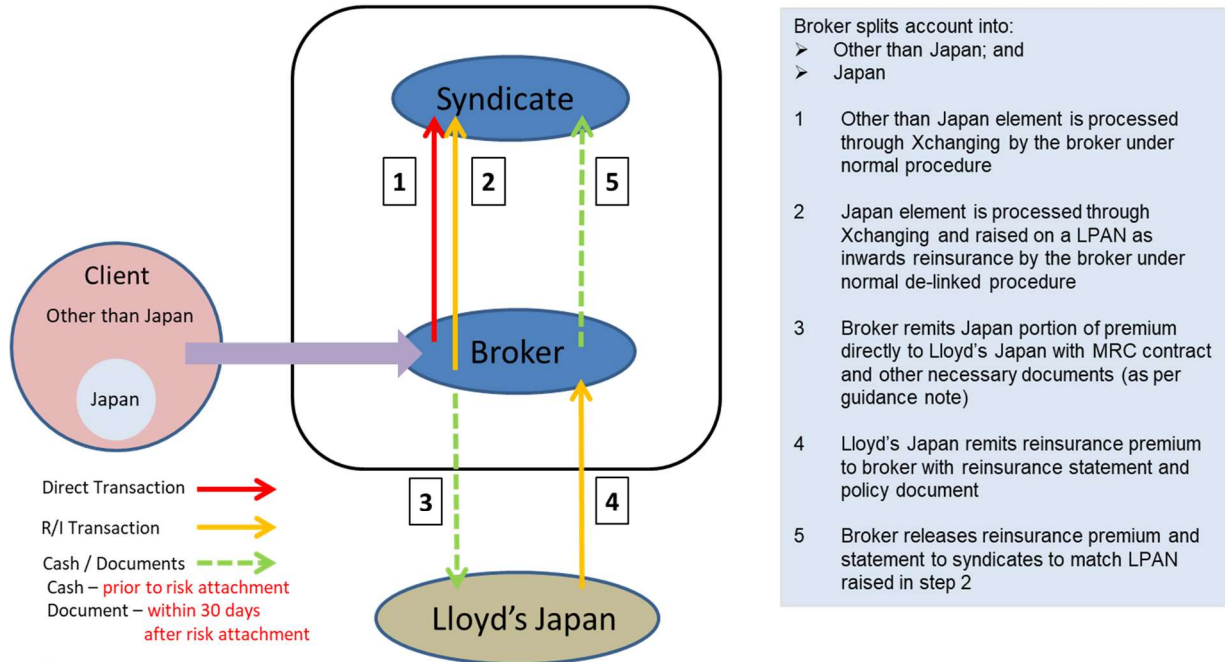 Syndicate
1
2
5
Client
Other than Japan
Japan
Broker
3
4
Lloyd's Japan
Direct Transaction
R/I Transaction
Cash / Documents
Cash – prior to risk attachment
Document – within 30 days
after risk attachment
Broker splits account into:
➢ Other than Japan; and
➢ Japan
1 Other than Japan element is processed
through Xchanging by the broker under
normal procedure
2 Japan element is processed through
Xchanging and raised on a LPAN as
inwards reinsurance by the broker under
normal de-linked procedure
3 Broker remits Japan portion of premium
directly to Lloyd's Japan with MRC contract
and other necessary documents (as per
guidance note)
4 Lloyd's Japan remits reinsurance premium
to broker with reinsurance statement and
policy document
5 Broker releases reinsurance premium and
statement to syndicates to match LPAN
raised in step 2